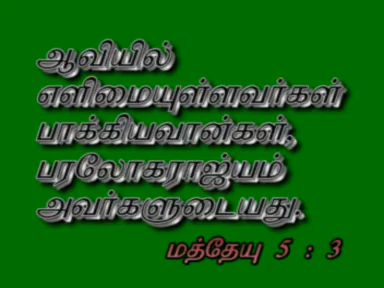 ஆவியில்
எளிமையுள்ளவர்கள்
பாக்கியவான்கள்,
பரலோகராஜ்யம்
அவர்களுடையது.
மத்தேயு 5 : 3